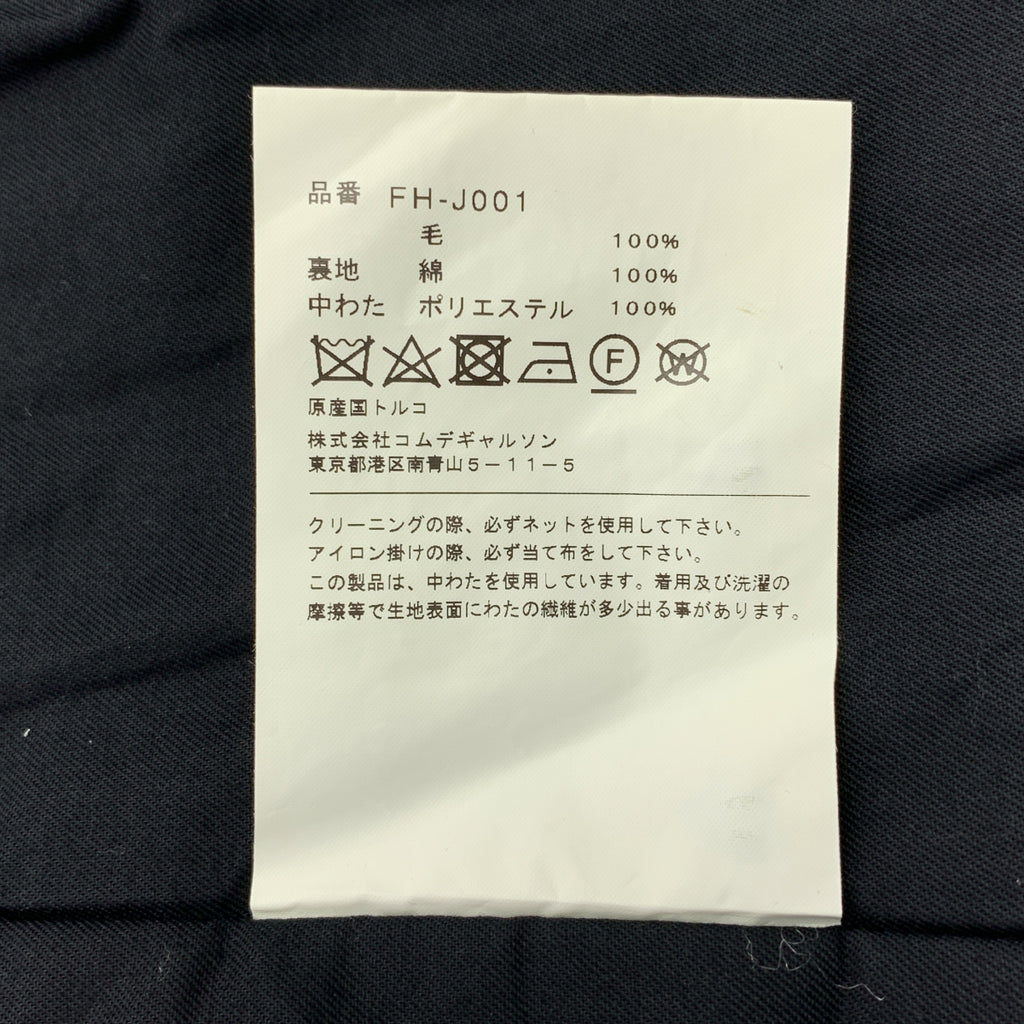 品番 FH-J001
毛 100%
裏地 綿 100%
中わた ポリエステル 100%
F W
原産国トルコ
株式会社コムデギャルソン
東京都港区南青山5-11-5
クリーニングの際、必ずネットを使用して下さい。
アイロン掛けの際、必ず当て布をして下さい。
この製品は、中わたを使用しています。着用及び洗濯の
摩擦等で生地表面にわたの繊維が多少出る事があります。